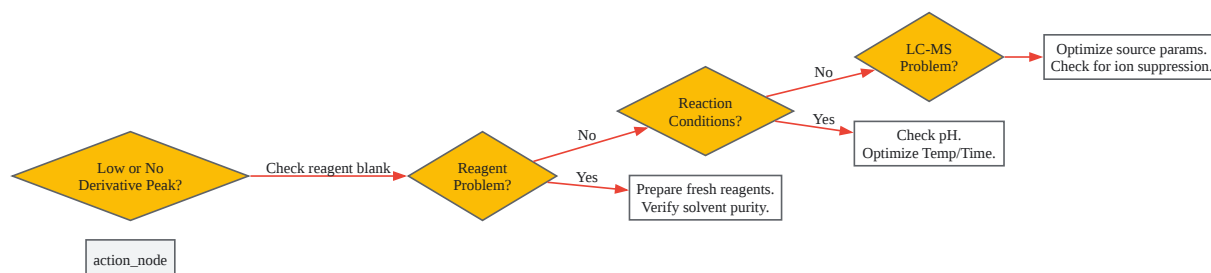 Low or No
Derivative Peak?
Check reagent blank
Reagent
Problem?
No
Yes
Prepare fresh reagents.
Verify solvent purity.
Reaction
Conditions?
No
Yes
Check pH.
Optimize Temp/Time.
LC-MS
Problem?
Optimize source params.
Check for ion suppression.
action_node